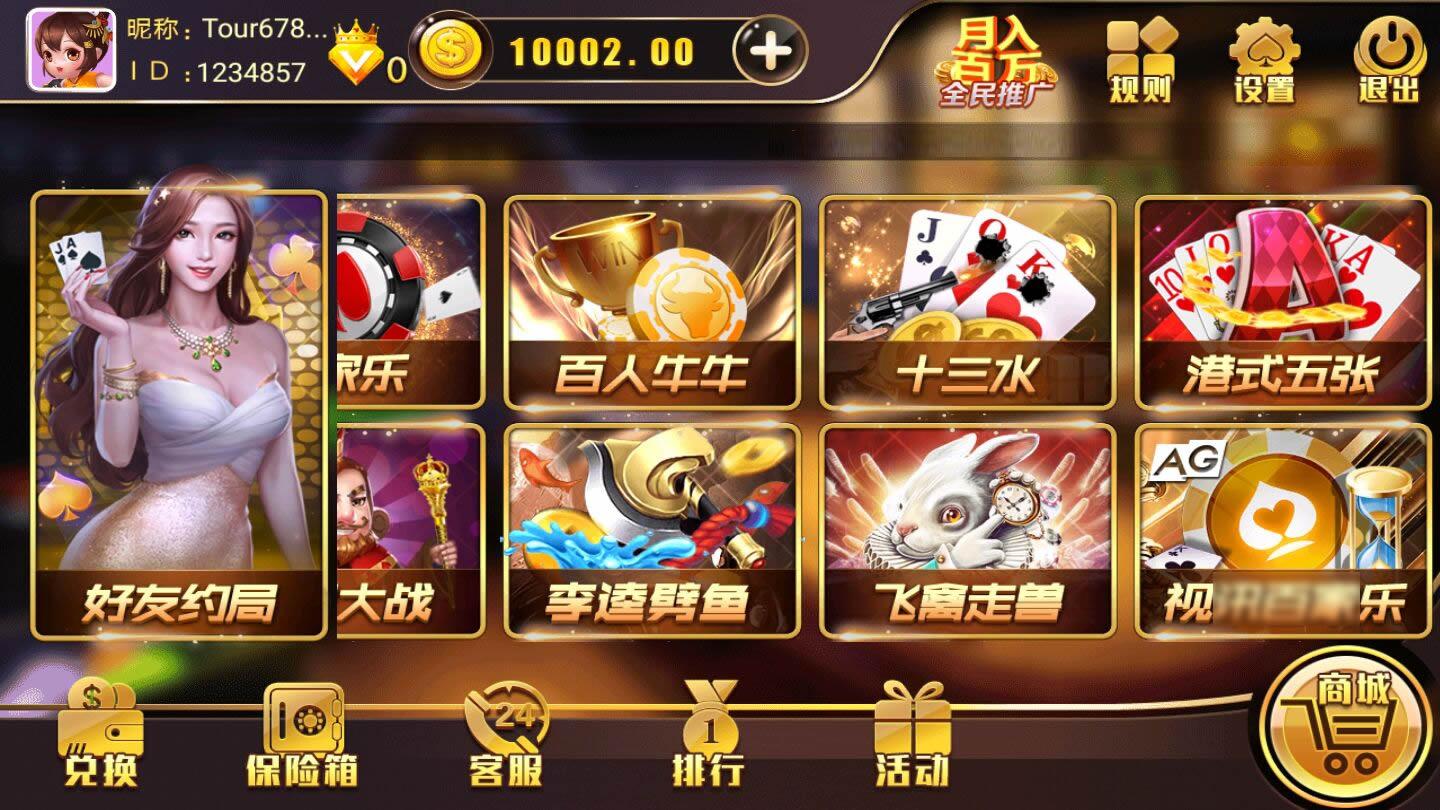 昵称：Tour678...
ID：1234857
0
10002.00
月入
百万
全民推广
规则
设置
退出
J
A
好友约局
家乐
WIN
百人牛牛
J
Q
K
十三水
10
J
Q
A
K
A
港式五张
大战
李逵劈鱼
飞禽走兽
AG
视
乐
兑换
保险箱
24
客服
1
排行
活动
商城